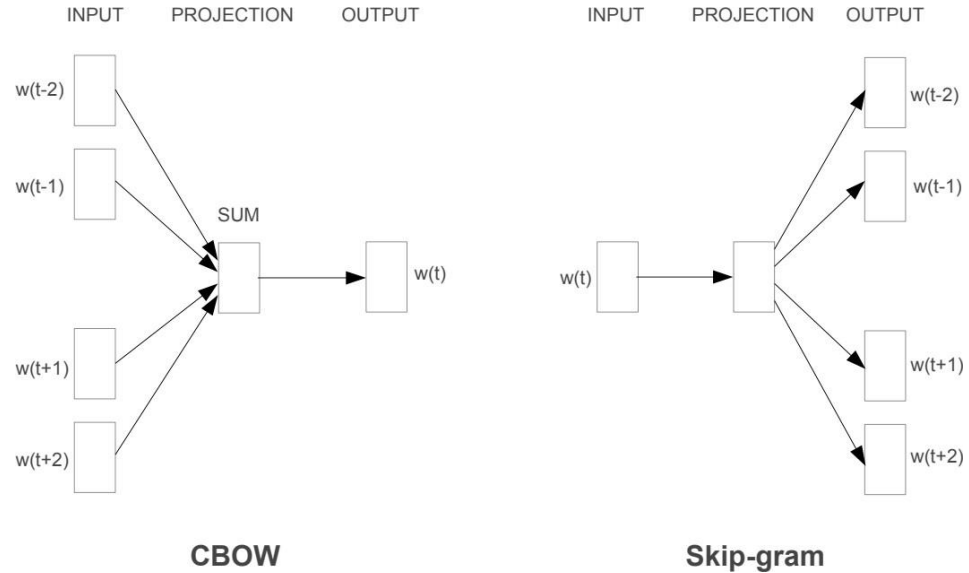 INPUT PROJECTION OUTPUT INPUT PROJECTION OUTPUT
w(t-2) w(t-2)
w(t-1) w(t-1)
SUM
w(t) w(t)
w(t+1) w(t+1)
w(t+2) w(t+2)
CBOW Skip-gram